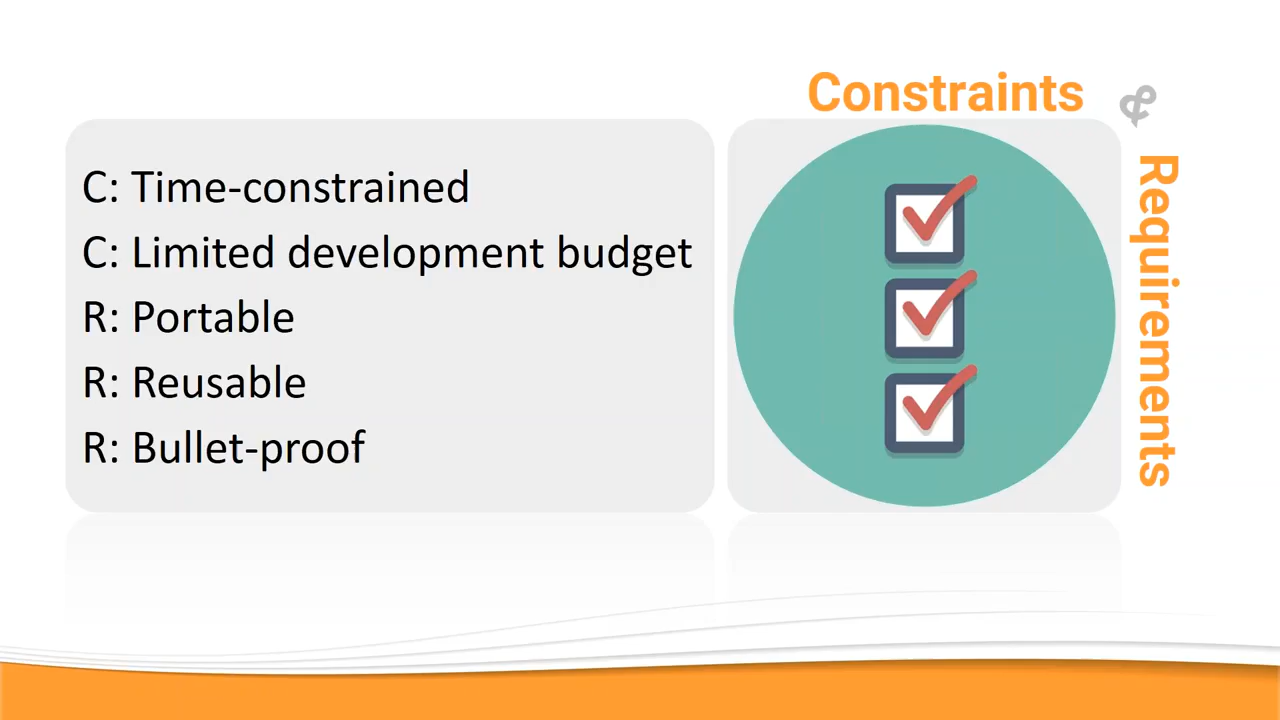 Constraints
&
Requirements
C: Time-constrained
C: Limited development budget
R: Portable
R: Reusable
R: Bullet-proof